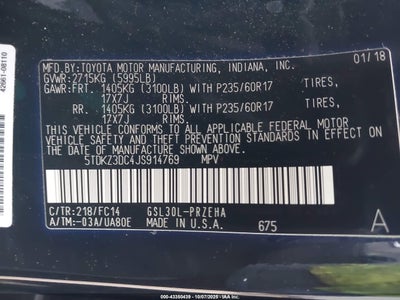 42661-08110
MFD.BY:TOYOTA MOTOR MANUFACTURING, INDIANA, INC.
01/18
GVWR:2715KG (5995LB)
GAWR:FRT. 1405KG (3100LB) WITH P235/60R17 TIRES,
17X7J RIMS.
RR. 1405KG (3100LB) WITH P235/60R17 TIRES,
17X7J RIMS.
THIS VEHICLE CONFORMS TO ALL APPLICABLE FEDERAL MOTOR
VEHICLE SAFETY, BUMPER, AND THEFT PREVENTION STANDARDS
IN EFFECT ON THE DATE OF MANUFACTURE SHOWN ABOVE.
5TDKZ3DC4JS914769 MPV
C/TR:218/FC14 GSL30L-PRZEHA
A/TM:-03A/UA80E MADE IN U.S.A. 675
A
© Stock No: 43350439 - 10/07/2025 - IAA Inc.